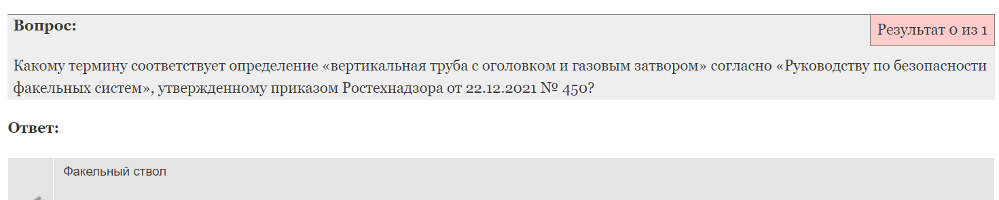 Вопрос:
Результат 0 из 1
Какому термину соответствует определение «вертикальная труба с оголовком и газовым затвором» согласно «Руководству по безопасности
факельных систем», утвержденному приказом Ростехнадзора от 22.12.2021 № 450?
Ответ:
Факельный ствол